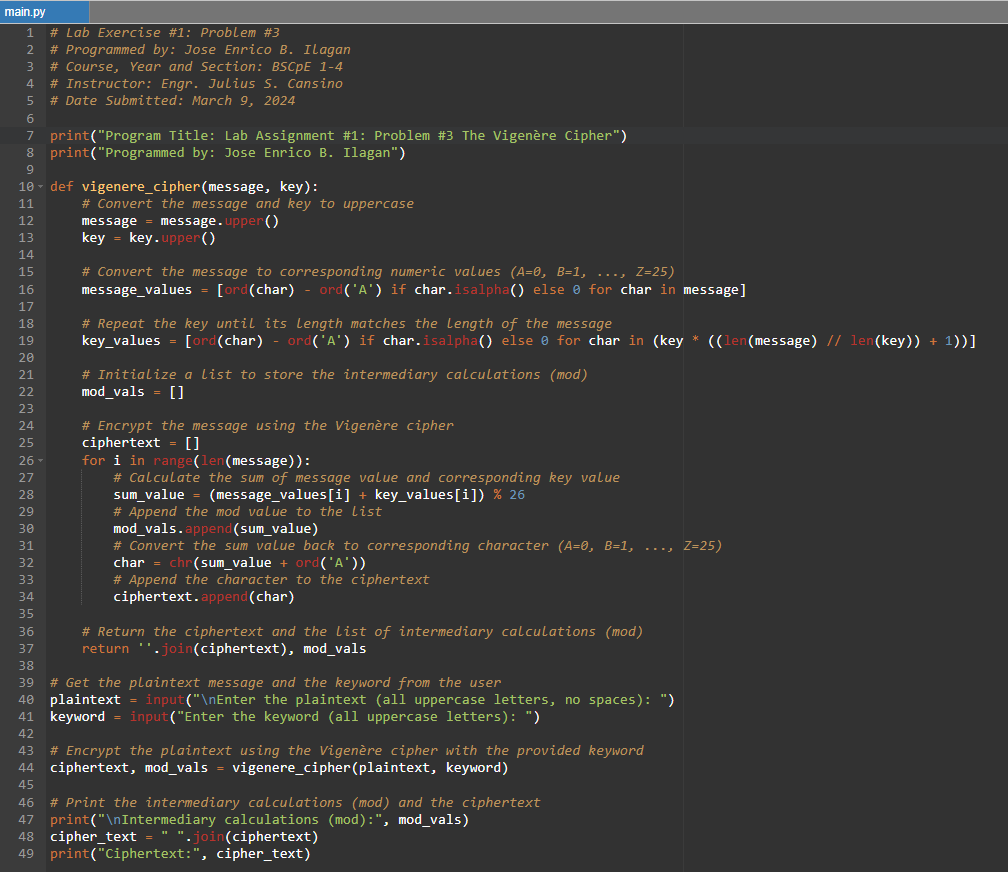 main.py
1 # Lab Exercise #1: Problem #3
2 # Programmed by: Jose Enrico B. Ilagan
3 # Course, Year and Section: BSCpE 1-4
4 # Instructor: Engr. Julius S. Cansino
5 # Date Submitted: March 9, 2024
6
7 print("Program Title: Lab Assignment #1: Problem #3 The Vigenère Cipher")
8 print("Programmed by: Jose Enrico B. Ilagan")
9
10 def vigenere_cipher(message, key):
11     # Convert the message and key to uppercase
12     message = message.upper()
13     key = key.upper()
14
15     # Convert the message to corresponding numeric values (A=0, B=1, ..., Z=25)
16     message_values = [ord(char) - ord('A') if char.isalpha() else 0 for char in message]
17
18     # Repeat the key until its length matches the length of the message
19     key_values = [ord(char) - ord('A') if char.isalpha() else 0 for char in (key * ((len(message) // len(key)) + 1))]
20
21     # Initialize a list to store the intermediary calculations (mod)
22     mod_vals = []
23
24     # Encrypt the message using the Vigenère cipher
25     ciphertext = []
26     for i in range(len(message)):
27         # Calculate the sum of message value and corresponding key value
28         sum_value = (message_values[i] + key_values[i]) % 26
29         # Append the mod value to the list
30         mod_vals.append(sum_value)
31         # Convert the sum value back to corresponding character (A=0, B=1, ..., Z=25)
32         char = chr(sum_value + ord('A'))
33         # Append the character to the ciphertext
34         ciphertext.append(char)
35
36     # Return the ciphertext and the list of intermediary calculations (mod)
37     return ''.join(ciphertext), mod_vals
38
39 # Get the plaintext message and the keyword from the user
40 plaintext = input("\nEnter the plaintext (all uppercase letters, no spaces): ")
41 keyword = input("Enter the keyword (all uppercase letters): ")
42
43 # Encrypt the plaintext using the Vigenère cipher with the provided keyword
44 ciphertext, mod_vals = vigenere_cipher(plaintext, keyword)
45
46 # Print the intermediary calculations (mod) and the ciphertext
47 print("\nIntermediary calculations (mod):", mod_vals)
48 cipher_text = " ".join(ciphertext)
49 print("Ciphertext:", cipher_text)